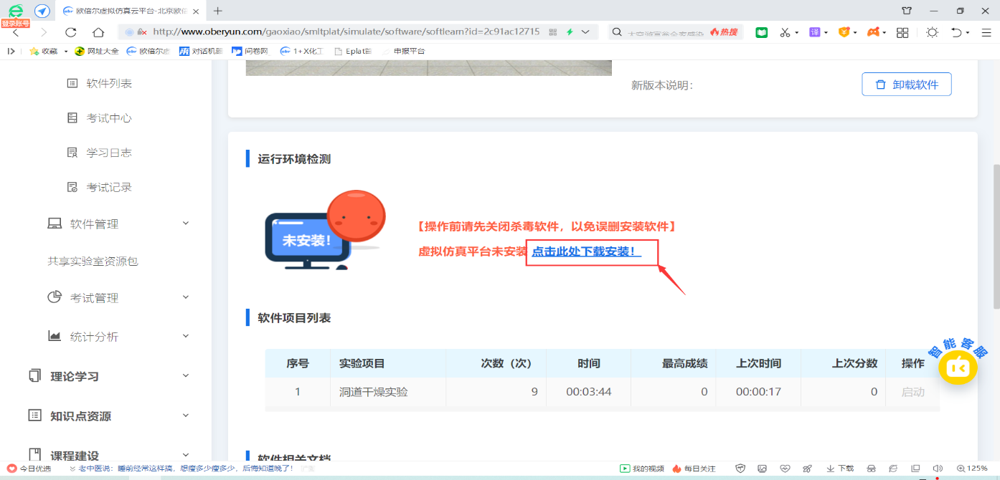 登录账号
欧倍尔虚拟仿真云平台-北京欧倍
http://www.oberyun.com/gaoxiao/smltplat/simulate/software/softlearn?id=2c91ac12715
热搜
收藏 网址大全 欧倍尔虚 对话机器 问卷网 1+X化工 Eplat 申报平台
软件列表
考试中心
学习日志
考试记录
软件管理
共享实验室资源包
考试管理
统计分析
理论学习
知识点资源
课程建设
新版本说明:
卸载软件
运行环境检测
未安装!
【操作前请先关闭杀毒软件，以免误删安装软件】
虚拟仿真平台未安装 点击此处下载安装!
软件项目列表
序号 实验项目 次数（次） 时间 最高成绩 上次时间 上次分数 操作
1 洞道干燥实验 9 00:03:44 0 00:00:17 0 启动
智能客服
软件相关文档
今日优选 老中医说：睡前经常这样搞，想瘦多少瘦多少，后悔知道晚了！ 我的视频 每日关注 下载 125%